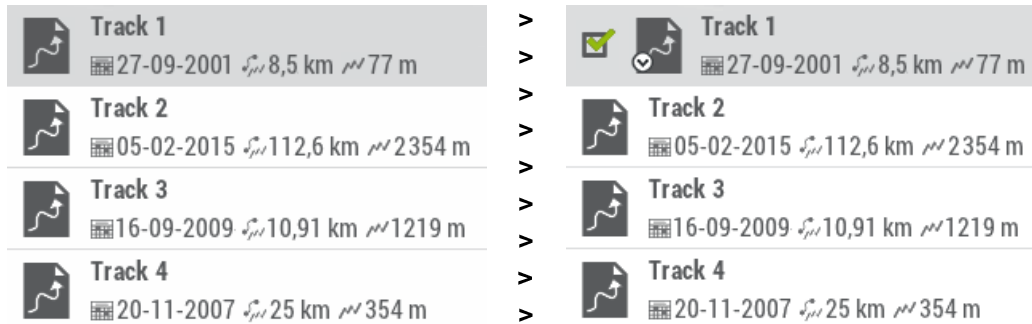 Track 1
27-09-2001 8,5 km 77 m
Track 2
05-02-2015 112,6 km 2354 m
Track 3
16-09-2009 10,91 km 1219 m
Track 4
20-11-2007 25 km 354 m
>
>
>
>
>
>
>
>
>
Track 1
27-09-2001 8,5 km 77 m
Track 2
05-02-2015 112,6 km 2354 m
Track 3
16-09-2009 10,91 km 1219 m
Track 4
20-11-2007 25 km 354 m